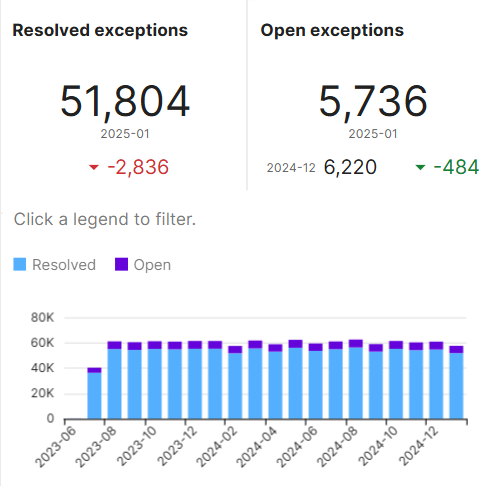 Resolved exceptions
Open exceptions
51,804
2025-01
-2,836
5,736
2025-01
2024-12 6,220 -484
Click a legend to filter.
Resolved Open
80K
60K
40K
20K
0
2023-06 2023-08 2023-10 2023-12 2024-02 2024-04 2024-06 2024-08 2024-10 2024-12